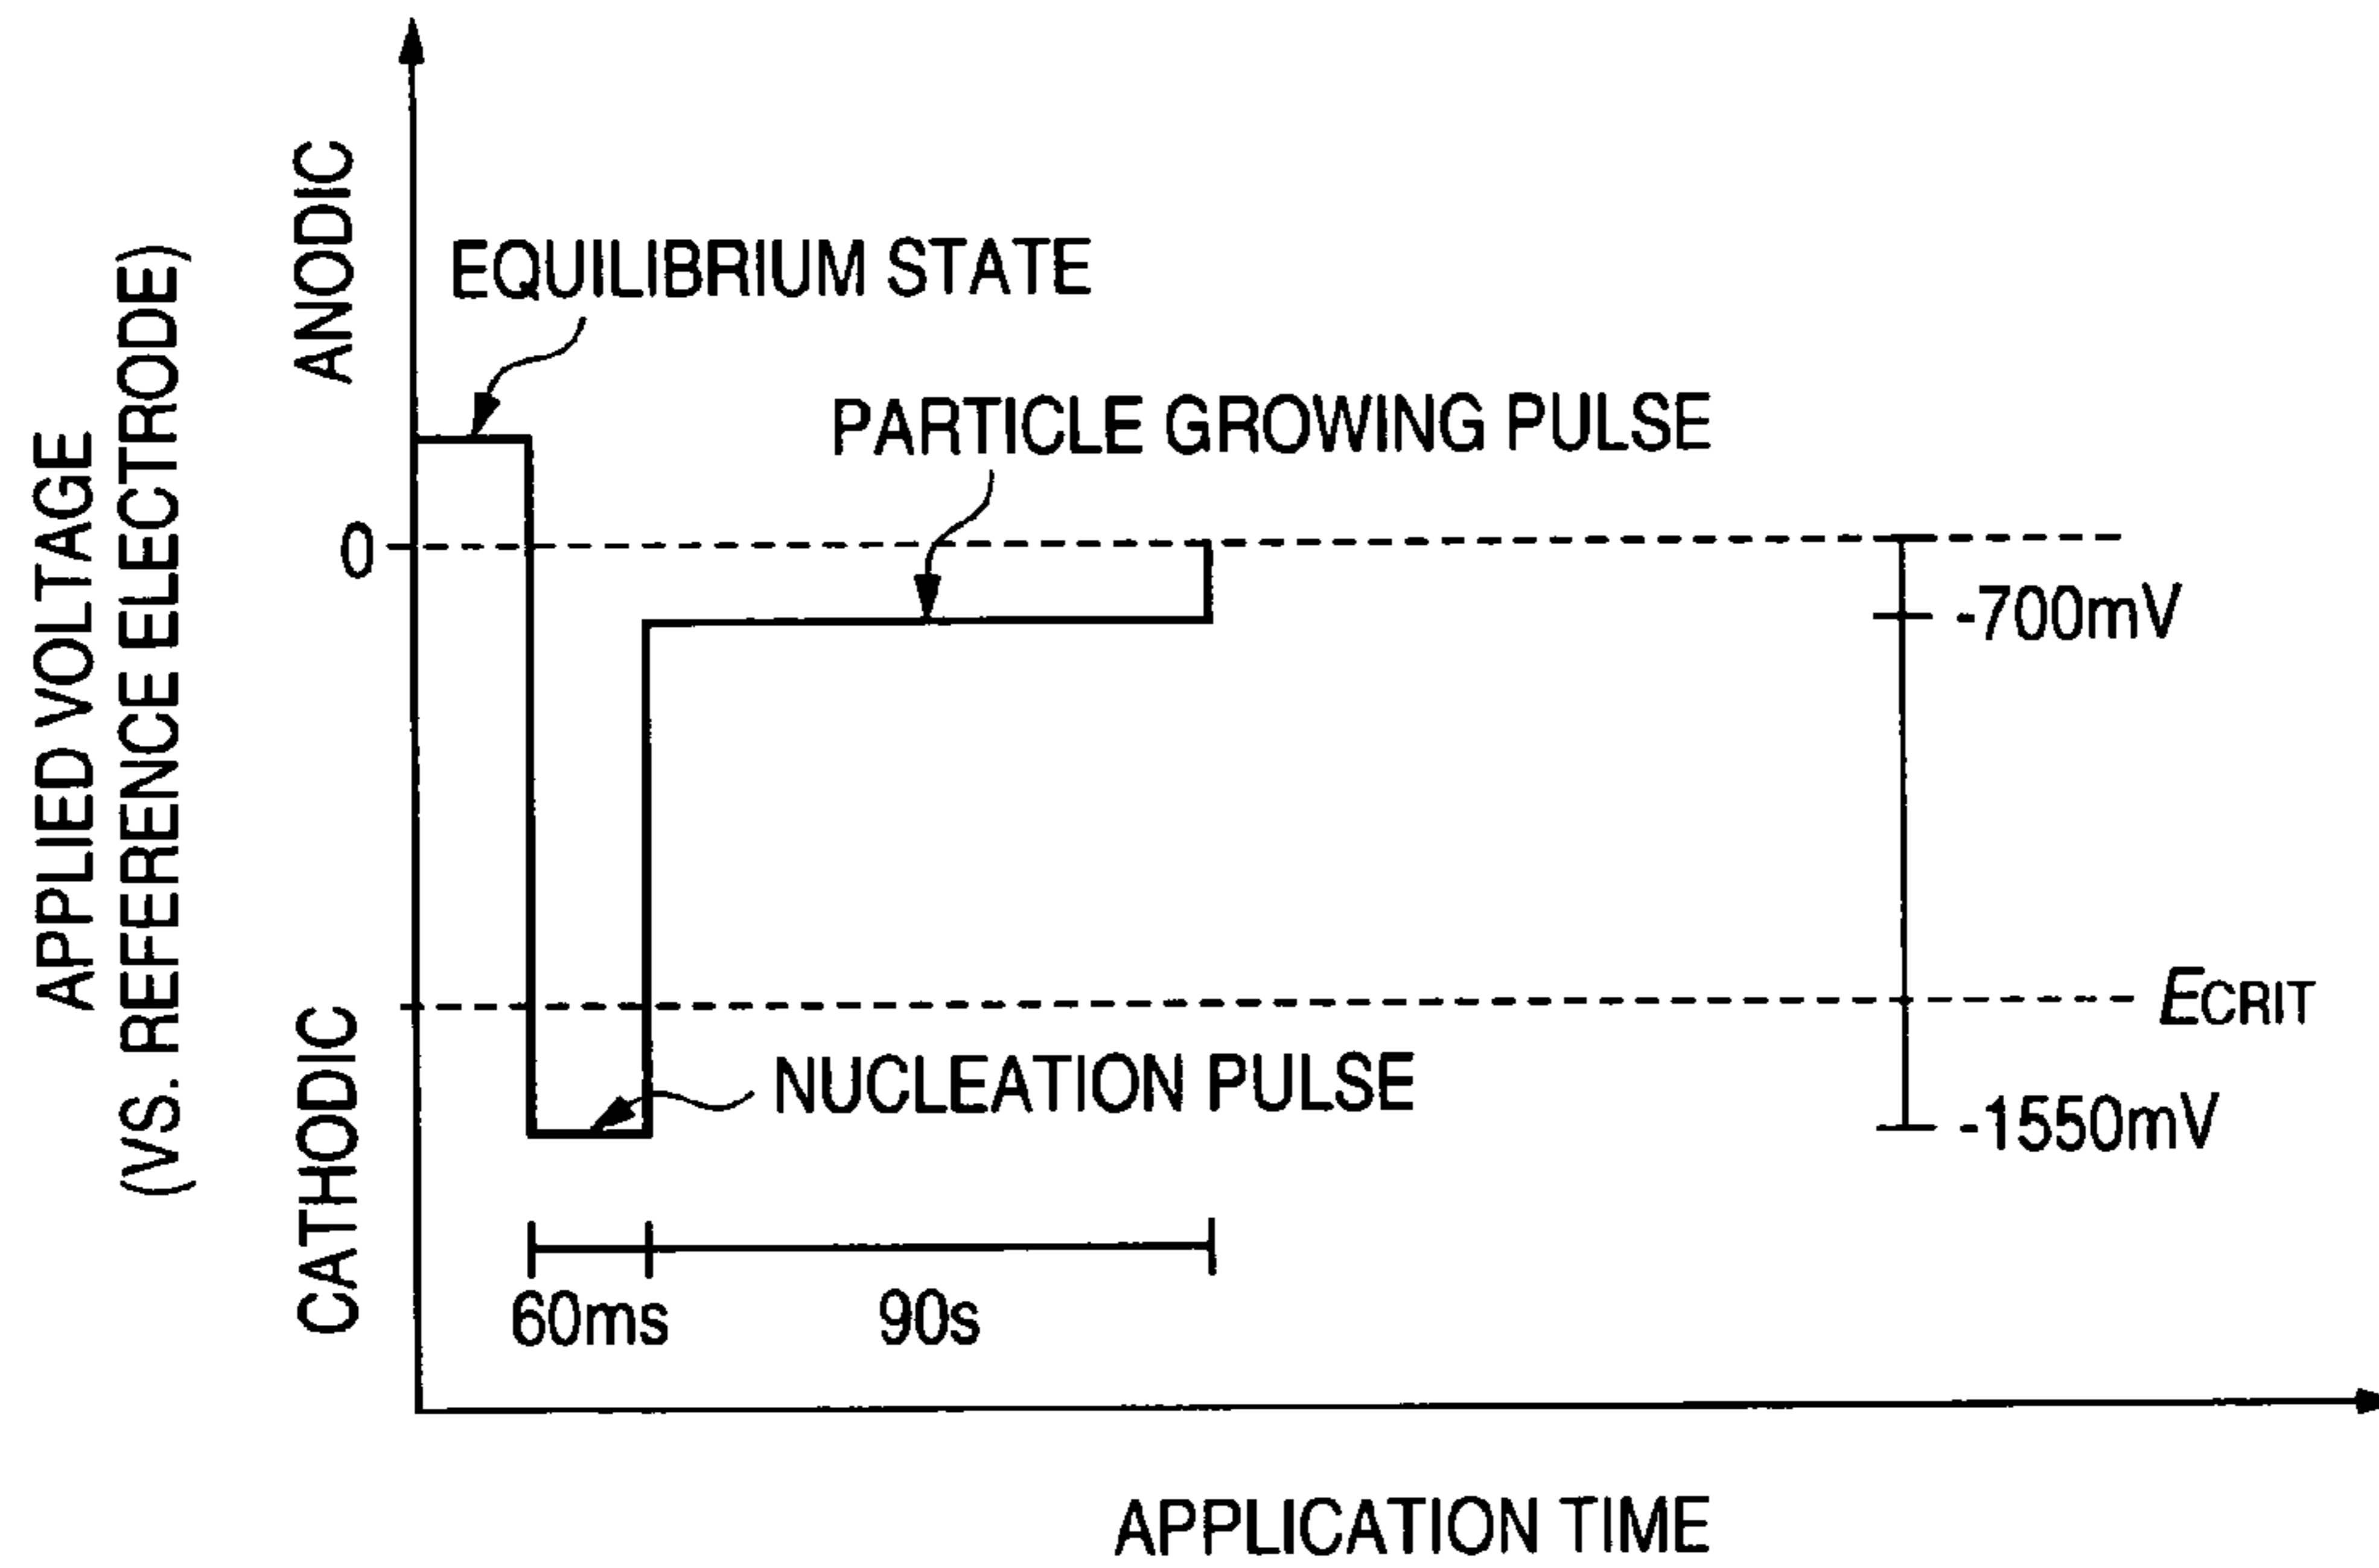 APPLIED VOLTAGE
(VS. REFERENCE ELECTRODE)
ANODIC
CATHODIC
EQUILIBRIUM STATE
PARTICLE GROWING PULSE
0
-700mV
ECRIT
NUCLEATION PULSE
-1550mV
60ms
90s
APPLICATION TIME